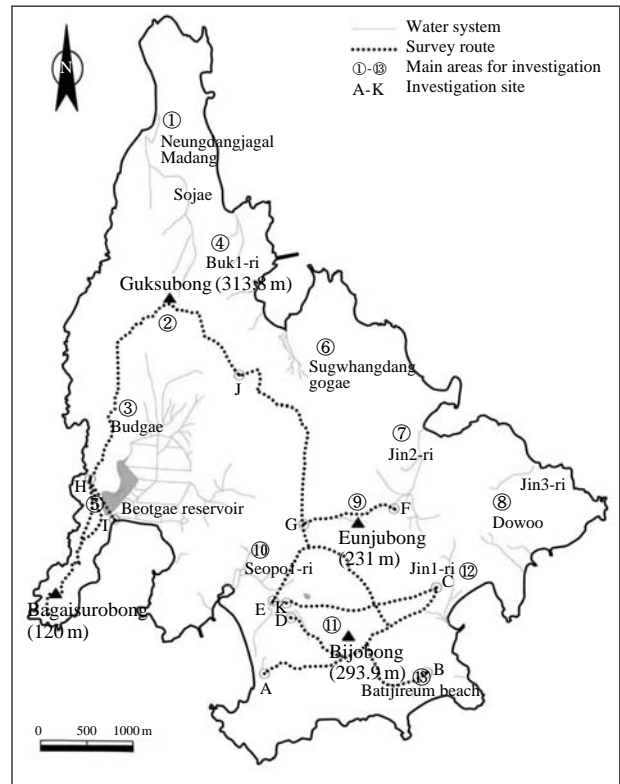 N
Water system
Survey route
①-⑬ Main areas for investigation
A-K Investigation site
①
Neungdangjagal
Madang
Sojae
④
Buk1-ri
Guksubong (313.8 m)
②
⑥
Sugwhangdang
gogae
J
③
Budgae
⑦
Jin2-ri
H
⑤
I
Beotgae reservoir
Jin3-ri
⑧
Dowoo
⑨
F
G
Eunjubong
(231 m)
⑩
Seopo1-ri
Jin1-ri
⑫
C
Bagaisurobong
(120 m)
E
K
D
⑪
Bijobong
(293.9 m)
⑬
B
Batijireum beach
A
0 500 1000 m